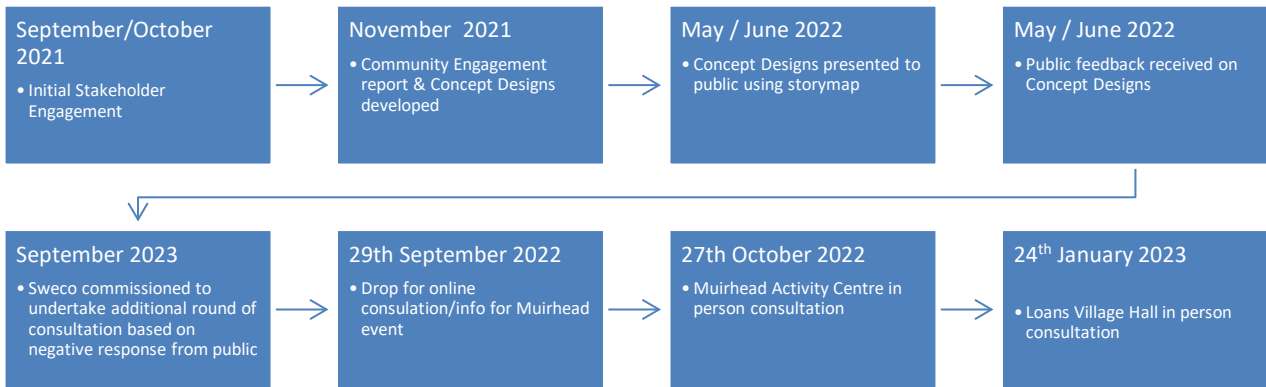 September/October
2021
• Initial Stakeholder
Engagement
November 2021
• Community Engagement
report & Concept Designs
developed
May / June 2022
• Concept Designs presented to
public using storymap
May / June 2022
• Public feedback received on
Concept Designs
September 2023
• Sweco commissioned to
undertake additional round of
consultation based on
negative response from public
29th September 2022
• Drop for online
consulation/info for Muirhead
event
27th October 2022
• Muirhead Activity Centre in
person consultation
24th January 2023
• Loans Village Hall in person
consultation